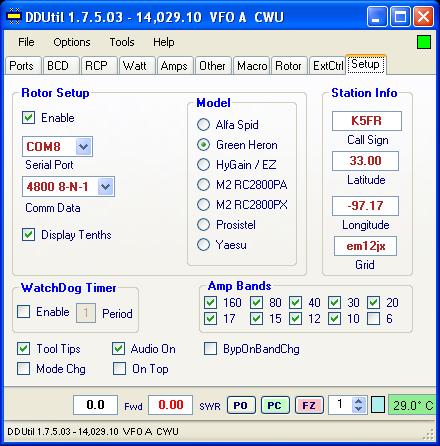 DDUtil 1.7.5.03 - 14,029.10 VFO A CWU
File Options Tools Help
Ports BCD RCP Watt Amps Other Macro Rotor ExtCtrl Setup
Rotor Setup
Enable
COM8
Serial Port
4800 8-N-1
Comm Data
Display Tenths
Model
Alfa Spid
Green Heron
HyGain / EZ
M2 RC2800PA
M2 RC2800PX
Prosistel
Yaesu
Station Info
K5FR
Call Sign
33.00
Latitude
-97.17
Longitude
em12jx
Grid
WatchDog Timer
Enable 1 Period
Amp Bands
160 80 40 30 20
17 15 12 10 6
Tool Tips Audio On BypOnBandChg
Mode Chg On Top
0.0 Fwd 0.00 SWR PO PC FZ 1 29.0° C
DDUtil 1.7.5.03 - 14,029.10 VFO A CWU